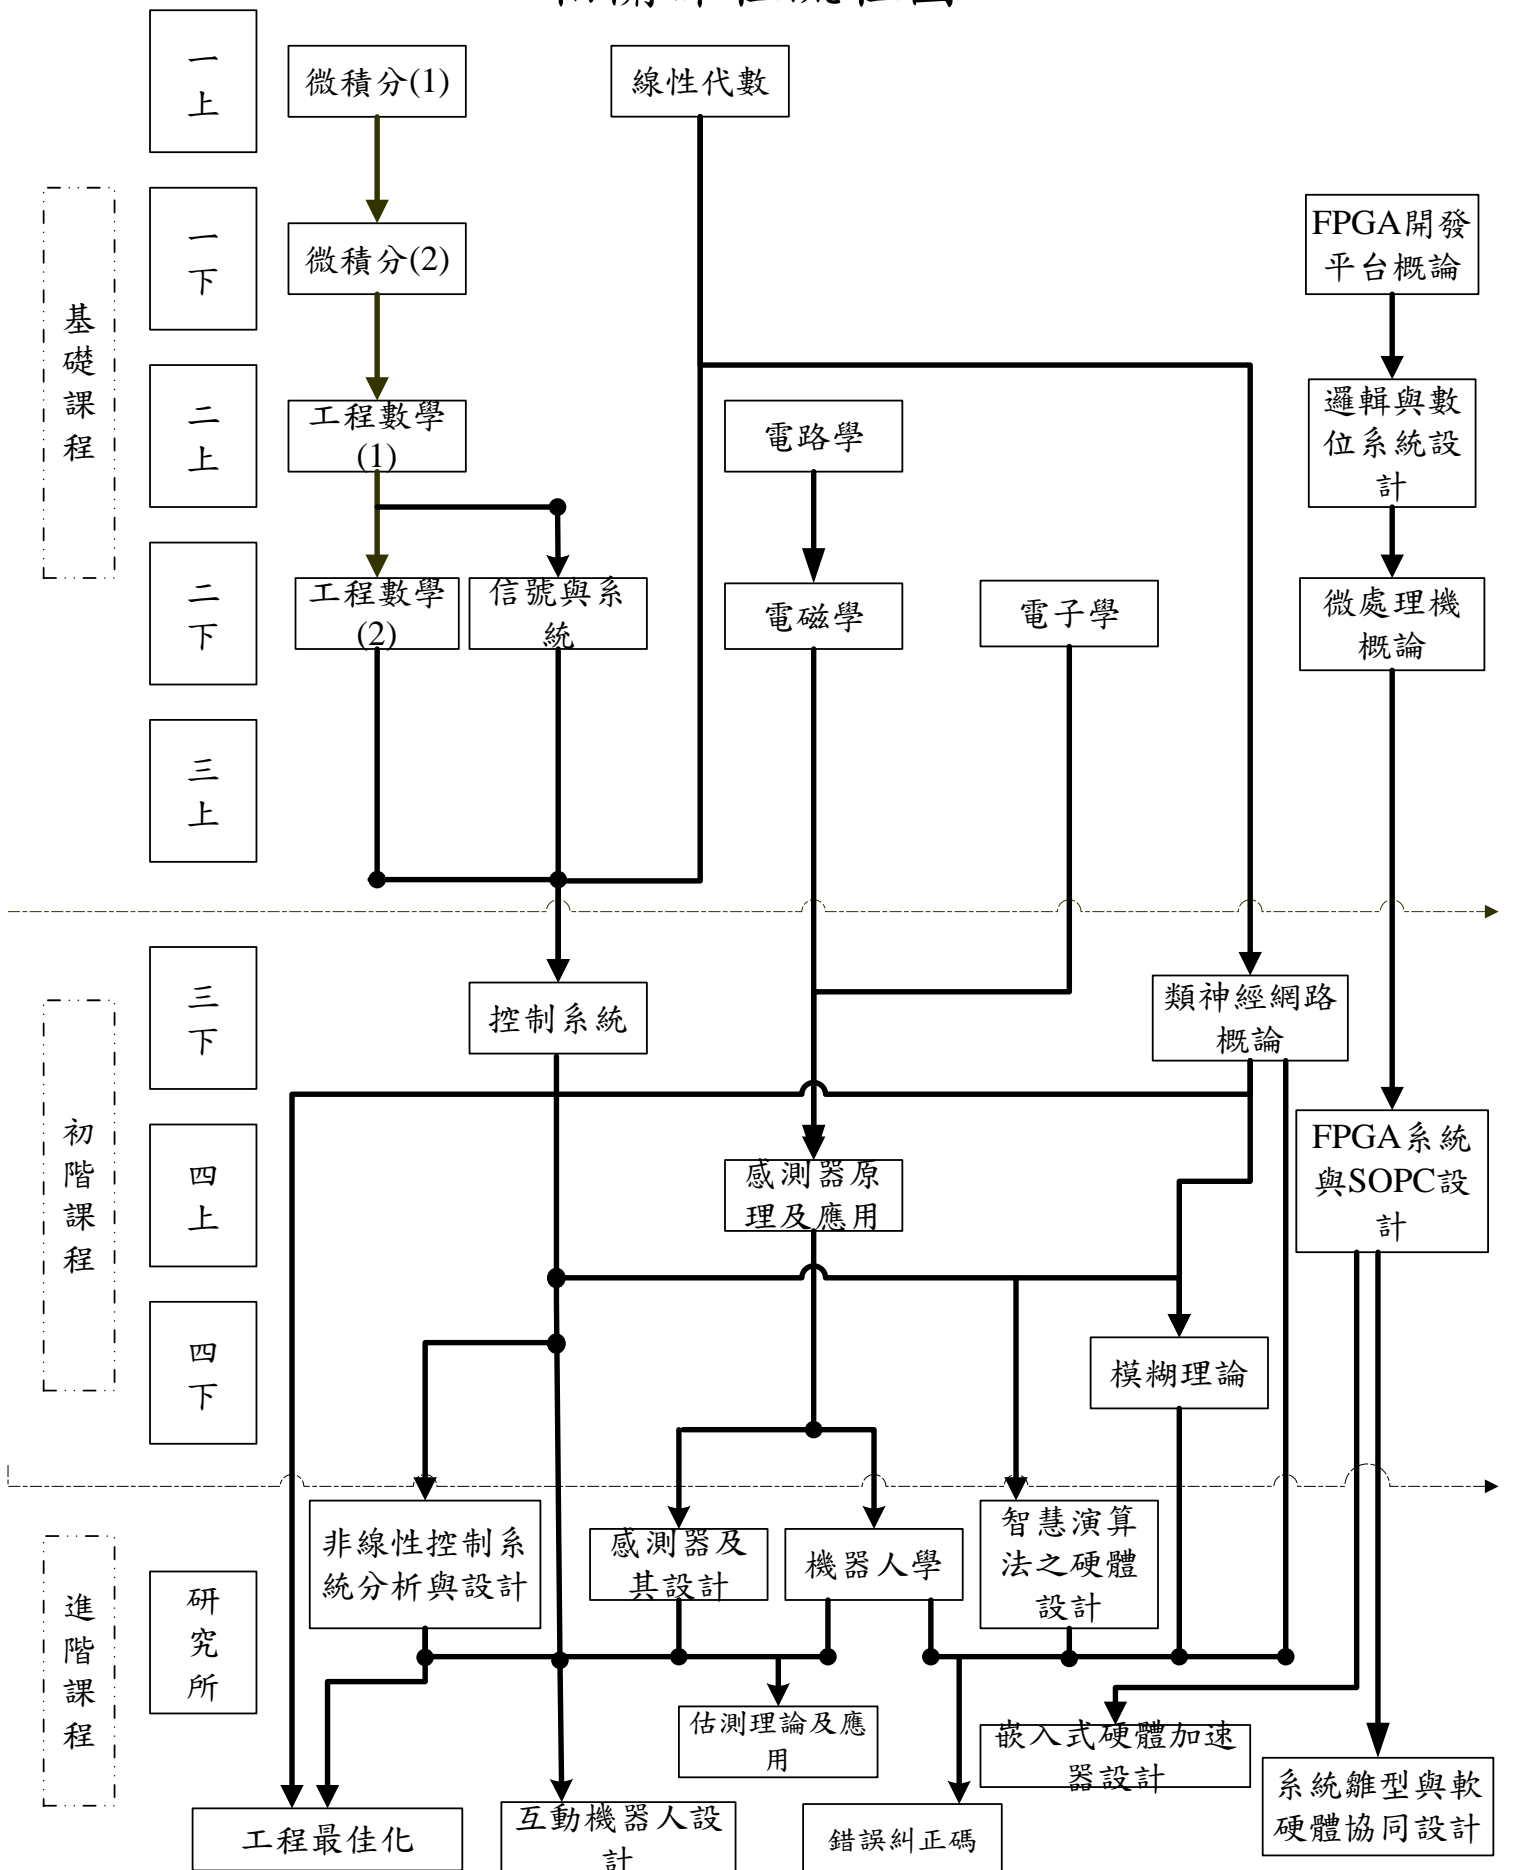 一
上
微積分(1)
線性代數
基
礎
課
程
一
下
微積分(2)
FPGA開發
平台概論
二
上
工程數學
(1)
電路學
邏輯與數
位系統設
計
二
下
工程數學
(2)
信號與系
統
電磁學
電子學
微處理機
概論
三
上
初
階
課
程
三
下
控制系統
類神經網路
概論
四
上
感測器原
理及應用
FPGA系統
與SOPC設
計
四
下
模糊理論
進
階
課
程
研
究
所
非線性控制系
統分析與設計
感測器及
其設計
機器人學
智慧演算
法之硬體
設計
估測理論及應
用
嵌入式硬體加速
器設計
系統雛型與軟
硬體協同設計
工程最佳化
互動機器人設
計
錯誤糾正碼